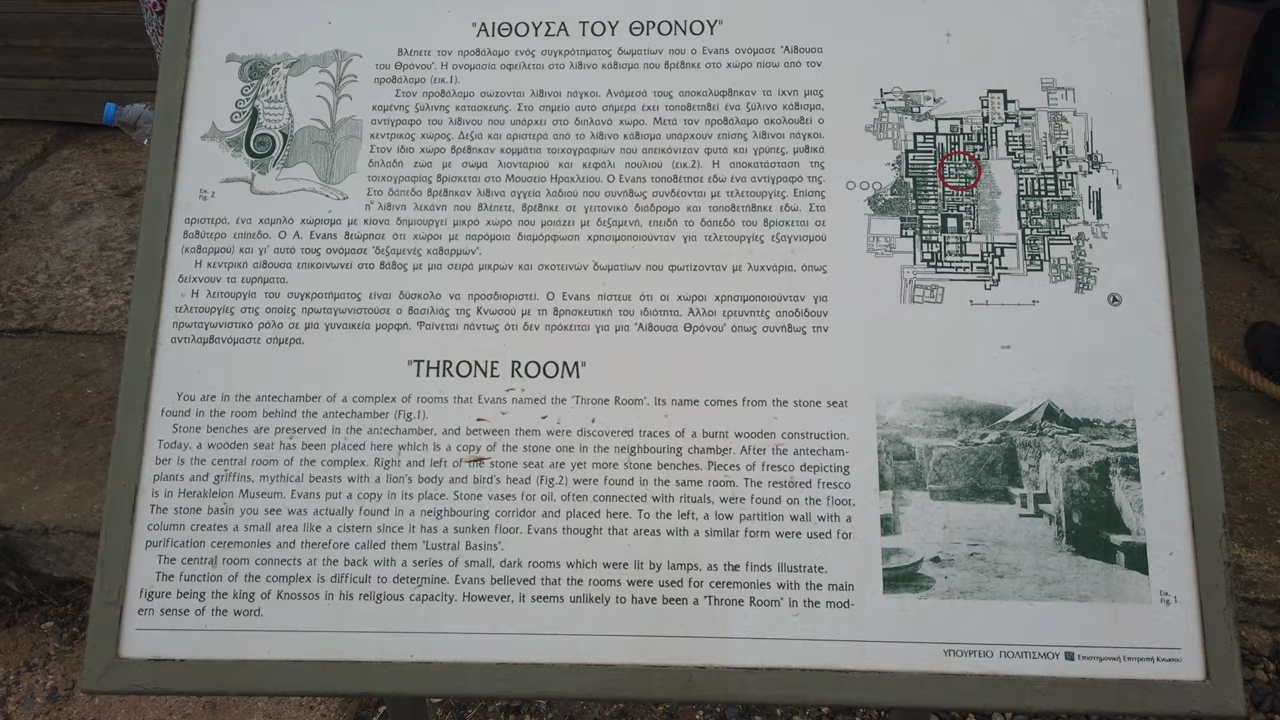 "ΑΙΘΟΥΣΑ ΤΟΥ ΘΡΟΝΟΥ"
Βλέπετε τον προθάλαμο ενός συγκροτήματος δωματίων που ο Evans ονόμασε "Αίθουσα
του Θρόνου". Η ονομασία οφείλεται στο λίθινο κάθισμα που βρέθηκε στο χώρο πίσω από τον
προθάλαμο (εικ.1).
Στον προθάλαμο σώζονται λίθινοι πάγκοι. Ανάμεσά τους αποκαλύφθηκαν τα ίχνη μιας
καμένης ξύλινης κατασκευής. Στο σημείο αυτό σήμερα έχει τοποθετηθεί ένα ξύλινο κάθισμα,
αντίγραφο του λίθινου που υπάρχει στο διπλανό χώρο. Μετά τον προθάλαμο ακολουθεί ο
κεντρικός χώρος. Δεξιά και αριστερά από το λίθινο κάθισμα υπάρχουν επίσης λίθινοι πάγκοι.
Στον ίδιο χώρο βρέθηκαν κομμάτια τοιχογραφιών που απεικόνιζαν φυτά και γρύπες, μυθικά
δηλαδή ζώα με σώμα λιονταριού και κεφάλι πουλιού (εικ.2). Η αποκατάσταση της
τοιχογραφίας βρίσκεται στο Μουσείο Ηρακλείου. Ο Evans τοποθέτησε εδώ ένα αντίγραφό της.
Στο δάπεδο βρέθηκαν λίθινα αγγεία λαδιού που συνήθως συνδέονται με τελετουργίες. Επίσης
η λίθινη λεκάνη που βλέπετε, βρέθηκε σε γειτονικό διάδρομο και τοποθετήθηκε εδώ. Στα
αριστερά, ένα χαμηλό χώρισμα με κίονα δημιουργεί μικρό χώρο που μοιάζει με δεξαμενή, επειδή το δάπεδό του βρίσκεται σε
βαθύτερο επίπεδο. Ο Α. Evans θεώρησε ότι χώροι με παρόμοια διαμόρφωση χρησιμοποιούνταν για τελετουργίες εξαγνισμού
(καθαρμού) και γι' αυτό τους ονόμασε "δεξαμενές καθαρμών".
Η κεντρική αίθουσα επικοινωνεί στο βάθος με μια σειρά μικρών και σκοτεινών δωματίων που φωτίζονταν με λυχνάρια, όπως
δείχνουν τα ευρήματα.
Η λειτουργία του συγκροτήματος είναι δύσκολο να προσδιοριστεί. Ο Evans πίστευε ότι οι χώροι χρησιμοποιούνταν για
τελετουργίες στις οποίες πρωταγωνιστούσε ο βασιλιάς της Κνωσού με τη θρησκευτική του ιδιότητα. Άλλοι ερευνητές αποδίδουν
πρωταγωνιστικό ρόλο σε μια γυναικεία μορφή. Φαίνεται πάντως ότι δεν πρόκειται για μια "Αίθουσα Θρόνου" όπως συνήθως την
αντιλαμβανόμαστε σήμερα.
Εικ.
Fig. 2
"THRONE ROOM"
You are in the antechamber of a complex of rooms that Evans named the "Throne Room". Its name comes from the stone seat
found in the room behind the antechamber (Fig.1).
Stone benches are preserved in the antechamber, and between them were discovered traces of a burnt wooden construction.
Today, a wooden seat has been placed here which is a copy of the stone one in the neighbouring chamber. After the antecham-
ber is the central room of the complex. Right and left of the stone seat are yet more stone benches. Pieces of fresco depicting
plants and griffins, mythical beasts with a lion's body and bird's head (Fig.2) were found in the same room. The restored fresco
is in Herakleion Museum. Evans put a copy in its place. Stone vases for oil, often connected with rituals, were found on the floor.
The stone basin you see was actually found in a neighbouring corridor and placed here. To the left, a low partition wall with a
column creates a small area like a cistern since it has a sunken floor. Evans thought that areas with a similar form were used for
purification ceremonies and therefore called them "Lustral Basins".
The central room connects at the back with a series of small, dark rooms which were lit by lamps, as the finds illustrate.
The function of the complex is difficult to determine. Evans believed that the rooms were used for ceremonies with the main
figure being the king of Knossos in his religious capacity. However, it seems unlikely to have been a "Throne Room" in the mod-
ern sense of the word.
Εικ.
Fig. 1
ΥΠΟΥΡΓΕΙΟ ΠΟΛΙΤΙΣΜΟΥ Επιστημονική Επιτροπή Κνωσού